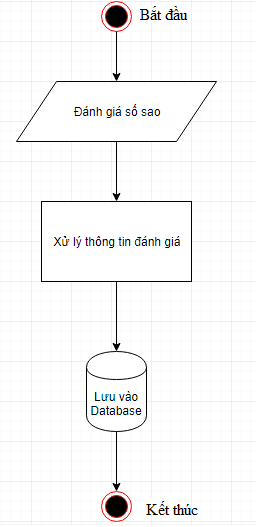 Bắt đầu
Đánh giá số sao
Xử lý thông tin đánh giá
Lưu vào
Database
Kết thúc